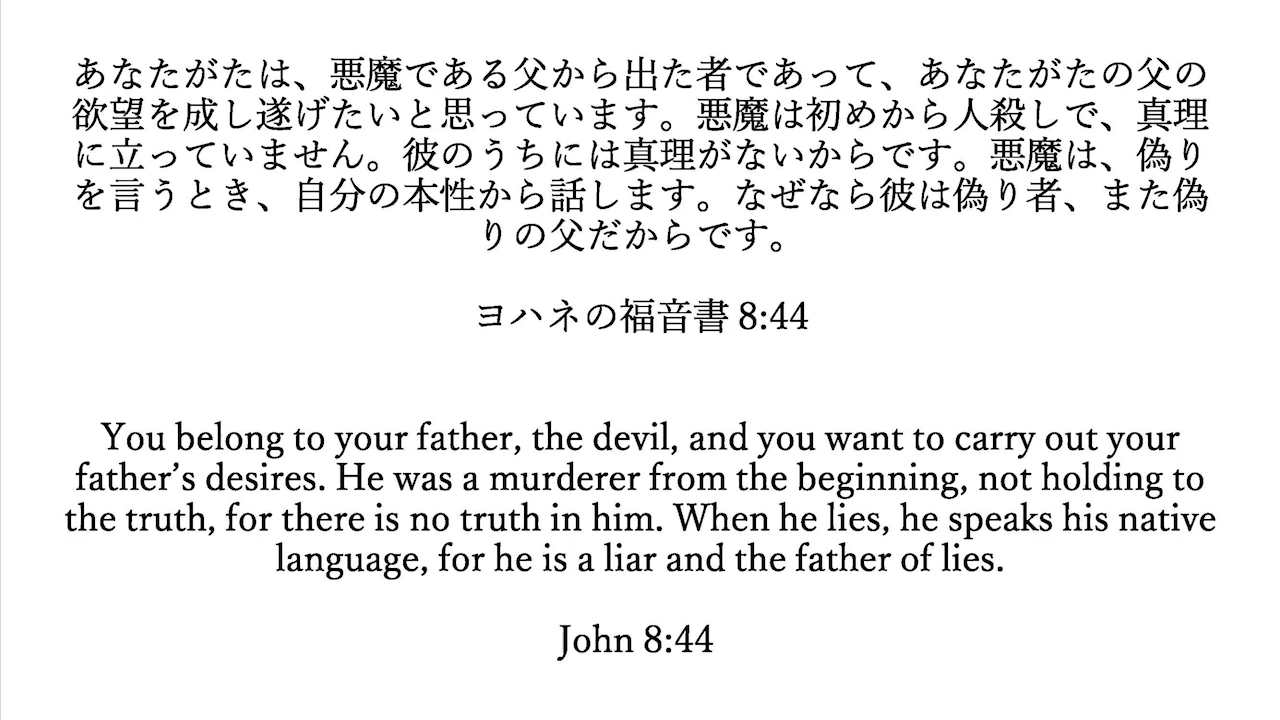 あなたがたは、悪魔である父から出た者であって、あなたがたの父の
欲望を成し遂げたいと思っています。悪魔は初めから人殺しで、真理
に立っていません。彼のうちには真理がないからです。悪魔は、偽り
を言うとき、自分の本性から話します。なぜなら彼は偽り者、また偽
りの父だからです。
ヨハネの福音書 8:44
You belong to your father, the devil, and you want to carry out your
father’s desires. He was a murderer from the beginning, not holding to
the truth, for there is no truth in him. When he lies, he speaks his native
language, for he is a liar and the father of lies.
John 8:44